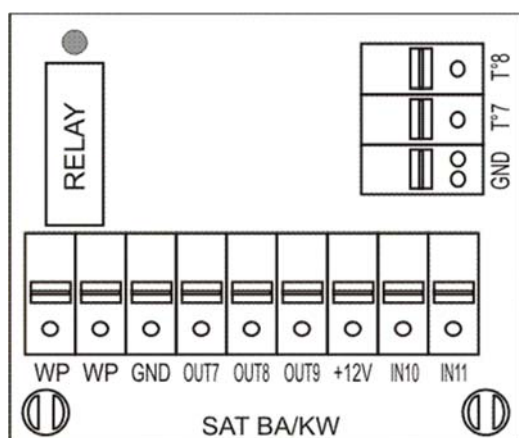 RELAY
T°8
T°7
GND
WP WP GND OUT7 OUT8 OUT9 +12V IN10 IN11
SAT BA/KW